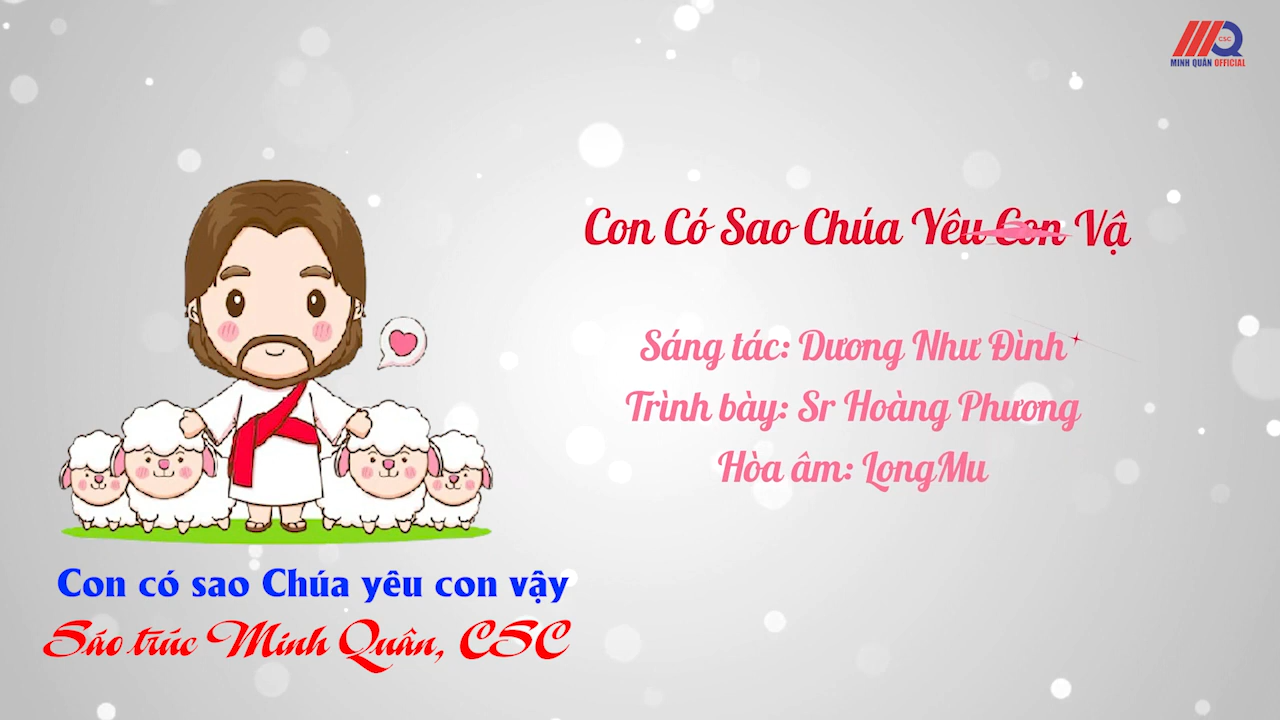 CSC
MINH QUÂN OFFICIAL
Con Có Sao Chúa Yêu Con Vậ
Sáng tác: Dương Như Đình
Trình bày: Sr Hoàng Phương
Hòa âm: LongMu
Con có sao Chúa yêu con vậy
Sáo trúc Minh Quân, CSC